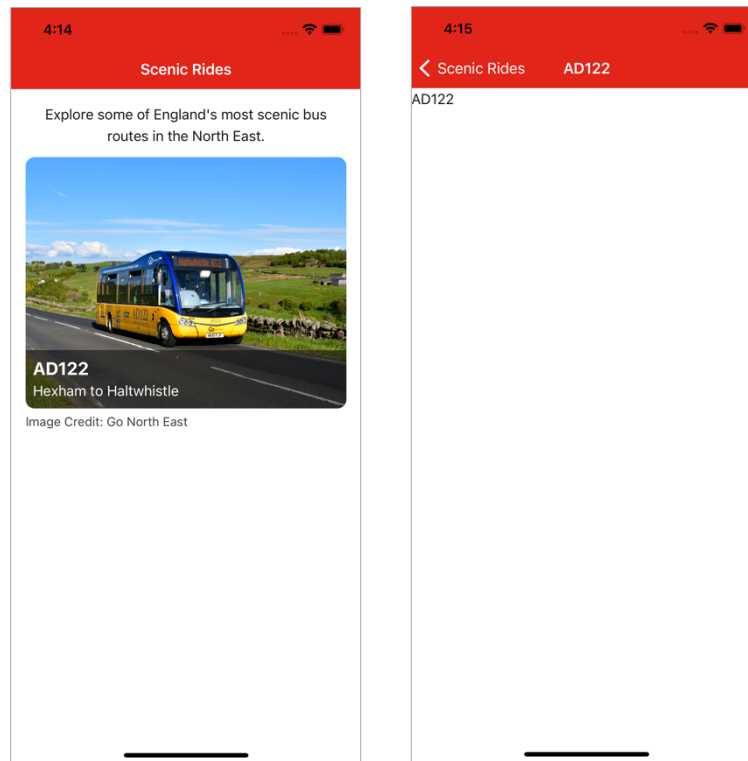 4:14
Scenic Rides
Explore some of England's most scenic bus
routes in the North East.
AD122
AD122
Hexham to Haltwhistle
Image Credit: Go North East
4:15
Scenic Rides
AD122
AD122